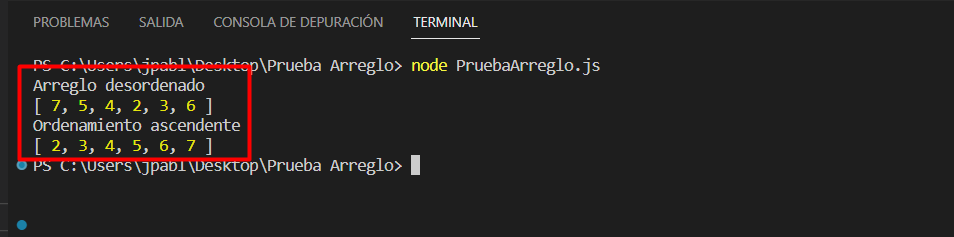 PROBLEMAS SALIDA CONSOLA DE DEPURACIÓN TERMINAL
PS C:\Users\jpabl\Desktop\Prueba Arreglo> node PruebaArreglo.js
Arreglo desordenado
[ 7, 5, 4, 2, 3, 6 ]
Ordenamiento ascendente
[ 2, 3, 4, 5, 6, 7 ]
PS C:\Users\jpabl\Desktop\Prueba Arreglo>